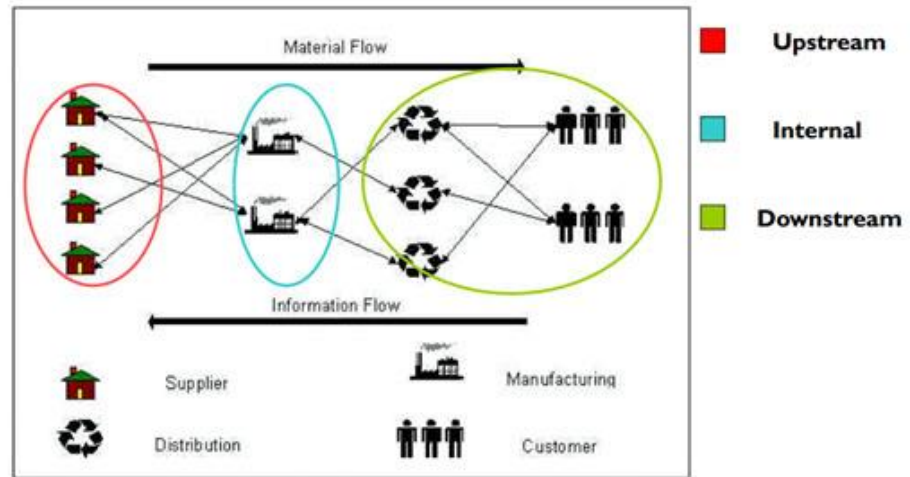 Material Flow
Upstream
Internal
Downstream
Information Flow
Supplier
Manufacturing
Distribution
Customer